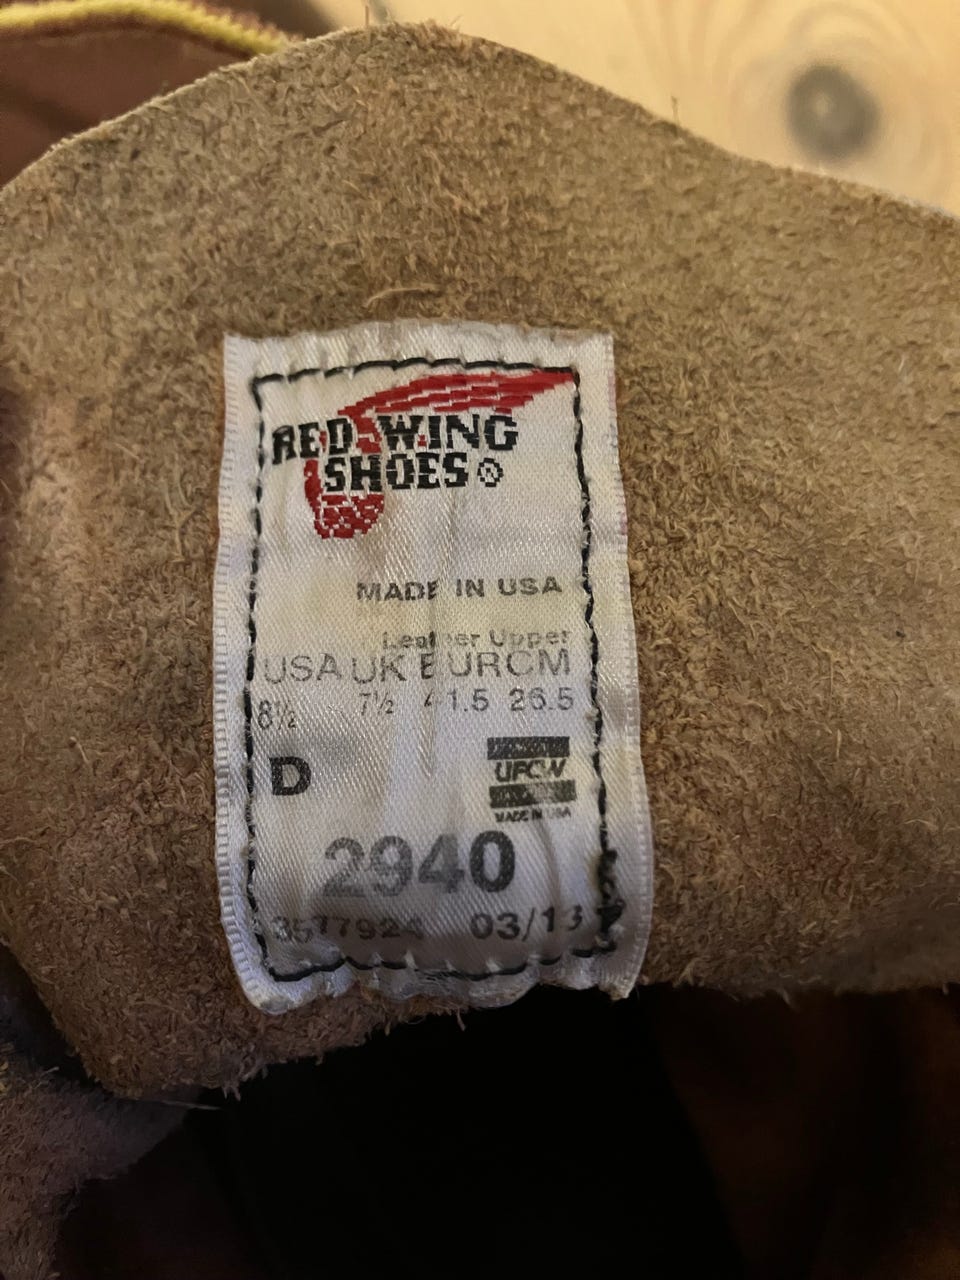 RED WING
SHOES®
MADE IN USA
Leather Upper
USA UK EUR CM
8½ 7½ 41.5 26.5
D
UFCW
MADE IN USA
2940
3577924 03/13